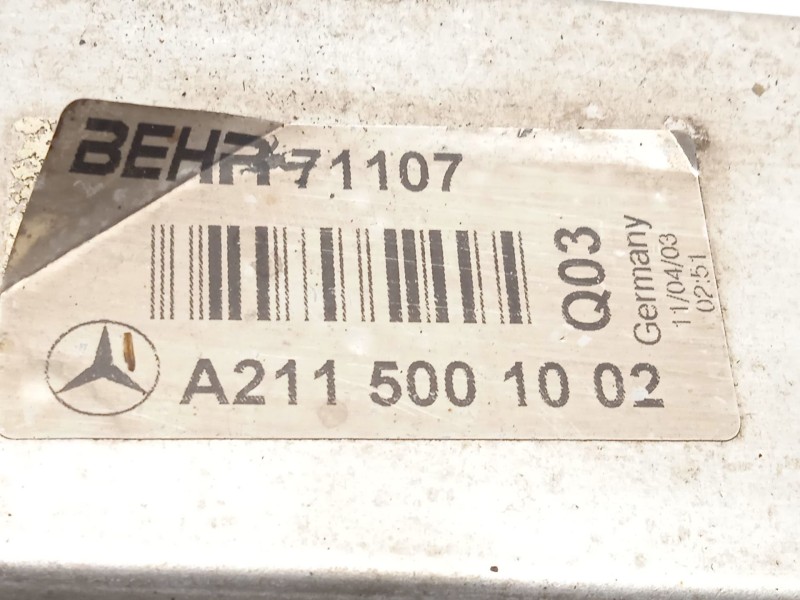 BEHR 71107
Q03
Germany
11/04/03
02:51
A211 500 10 02